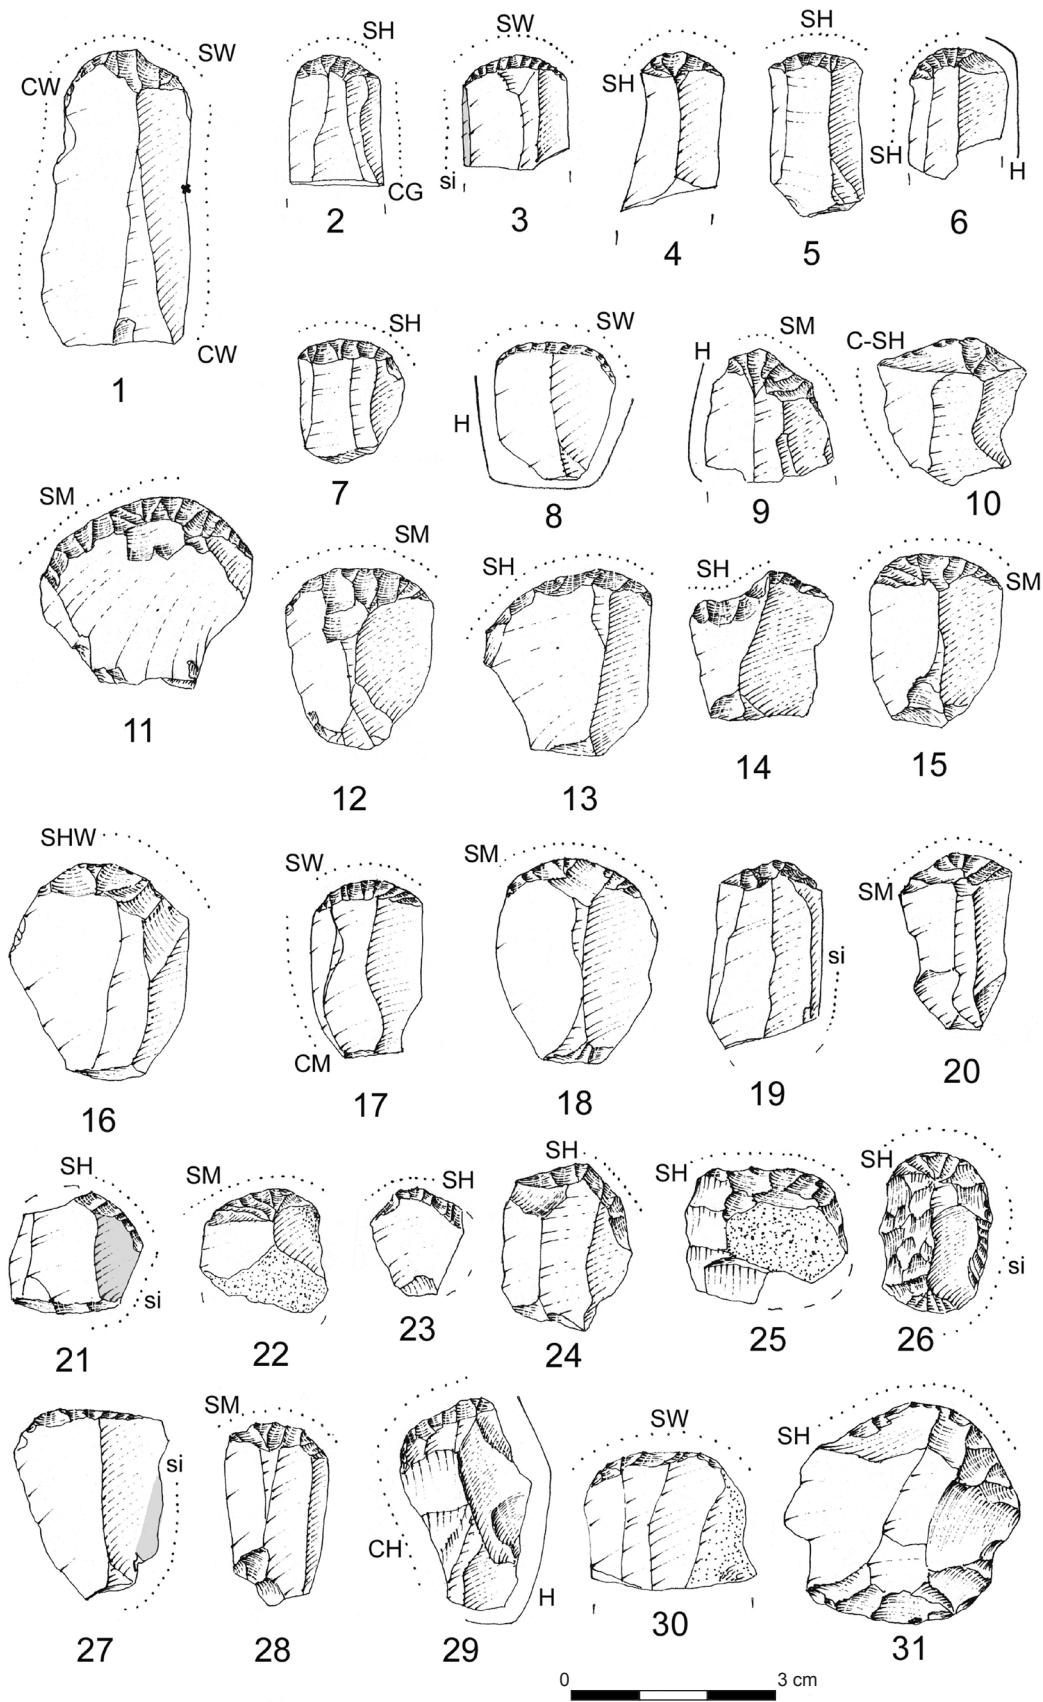 SW
CW
CW
1
SH
CG
2
SW
si
3
SH
4
SH
5
SH
H
6
SH
7
SW
H
8
SM
H
9
C-SH
10
SM
11
SM
12
SH
13
SH
14
SM
15
SHW
16
SW
CM
17
SM
18
si
19
SM
20
SH
si
21
SM
22
SH
23
SH
24
SH
25
SH
si
26
si
27
SM
28
CH
H
29
SW
30
SH
31
0 3 cm